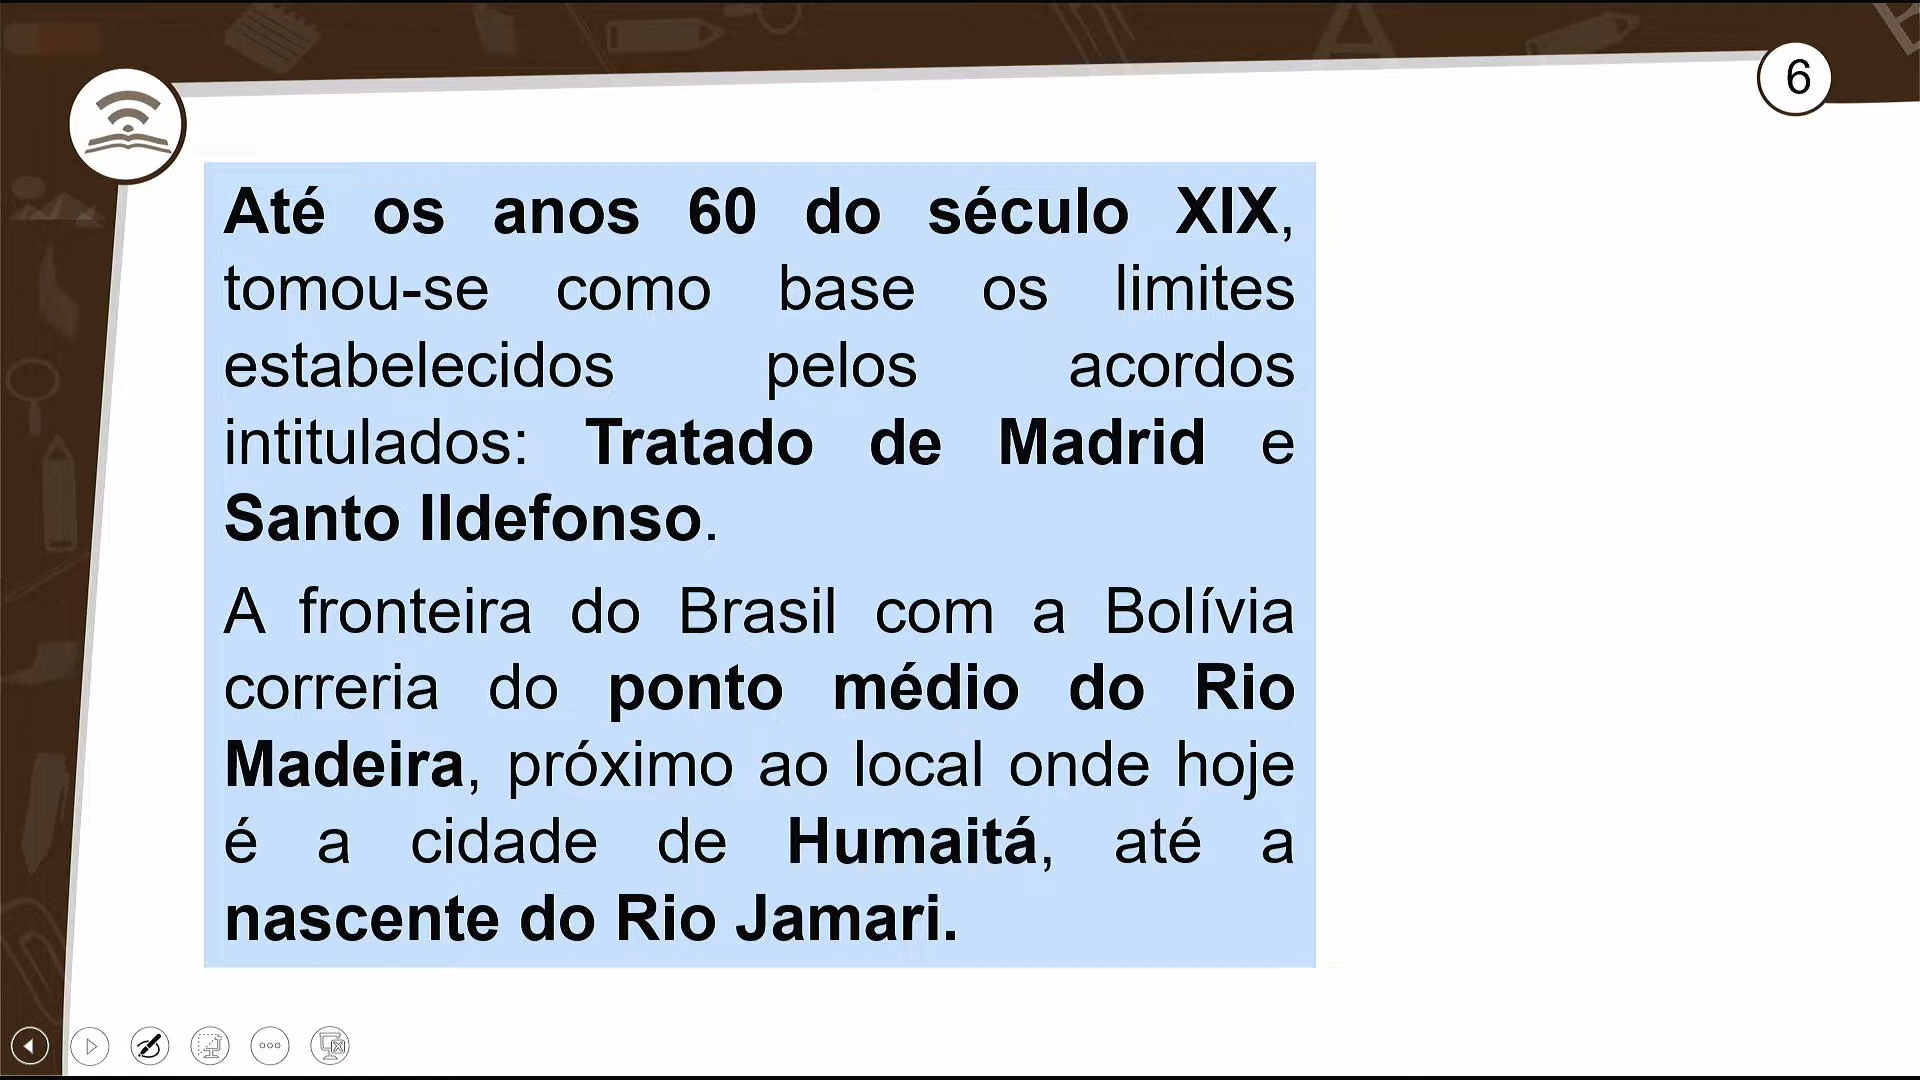 6
Até os anos 60 do século XIX,
tomou-se como base os limites
estabelecidos pelos acordos
intitulados: Tratado de Madrid e
Santo Ildefonso.
A fronteira do Brasil com a Bolívia
correria do ponto médio do Rio
Madeira, próximo ao local onde hoje
é a cidade de Humaitá, até a
nascente do Rio Jamari.